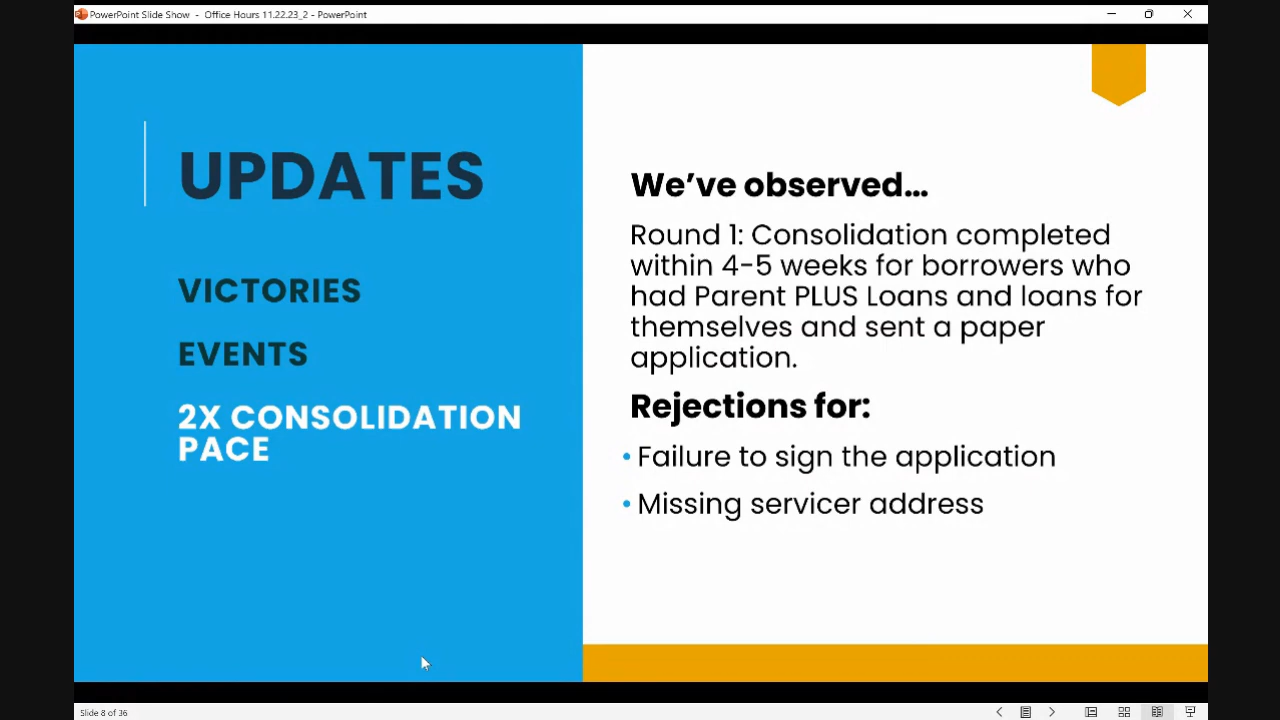 PowerPoint Slide Show - Office Hours 11.22.23_2 - PowerPoint
UPDATES
VICTORIES
EVENTS
2X CONSOLIDATION
PACE
We've observed...
Round 1: Consolidation completed
within 4-5 weeks for borrowers who
had Parent PLUS Loans and loans for
themselves and sent a paper
application.
Rejections for:
• Failure to sign the application
• Missing servicer address
Slide 8 of 36